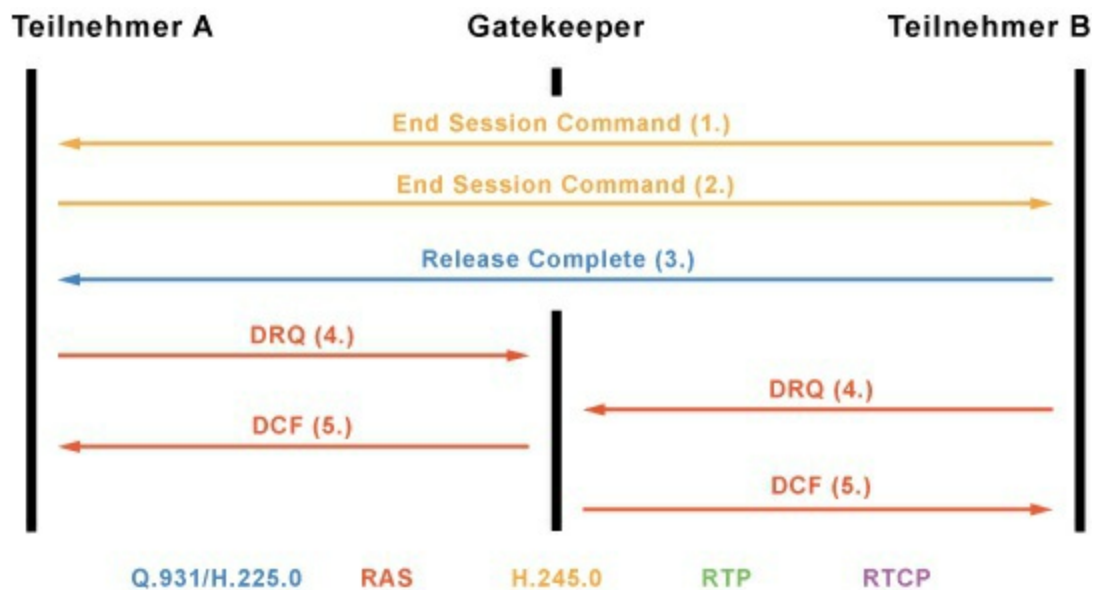 Teilnehmer A Gatekeeper Teilnehmer B
End Session Command (1.)
End Session Command (2.)
Release Complete (3.)
DRQ (4.)
DRQ (4.)
DCF (5.)
DCF (5.)
Q.931/H.225.0 RAS H.245.0 RTP RTCP